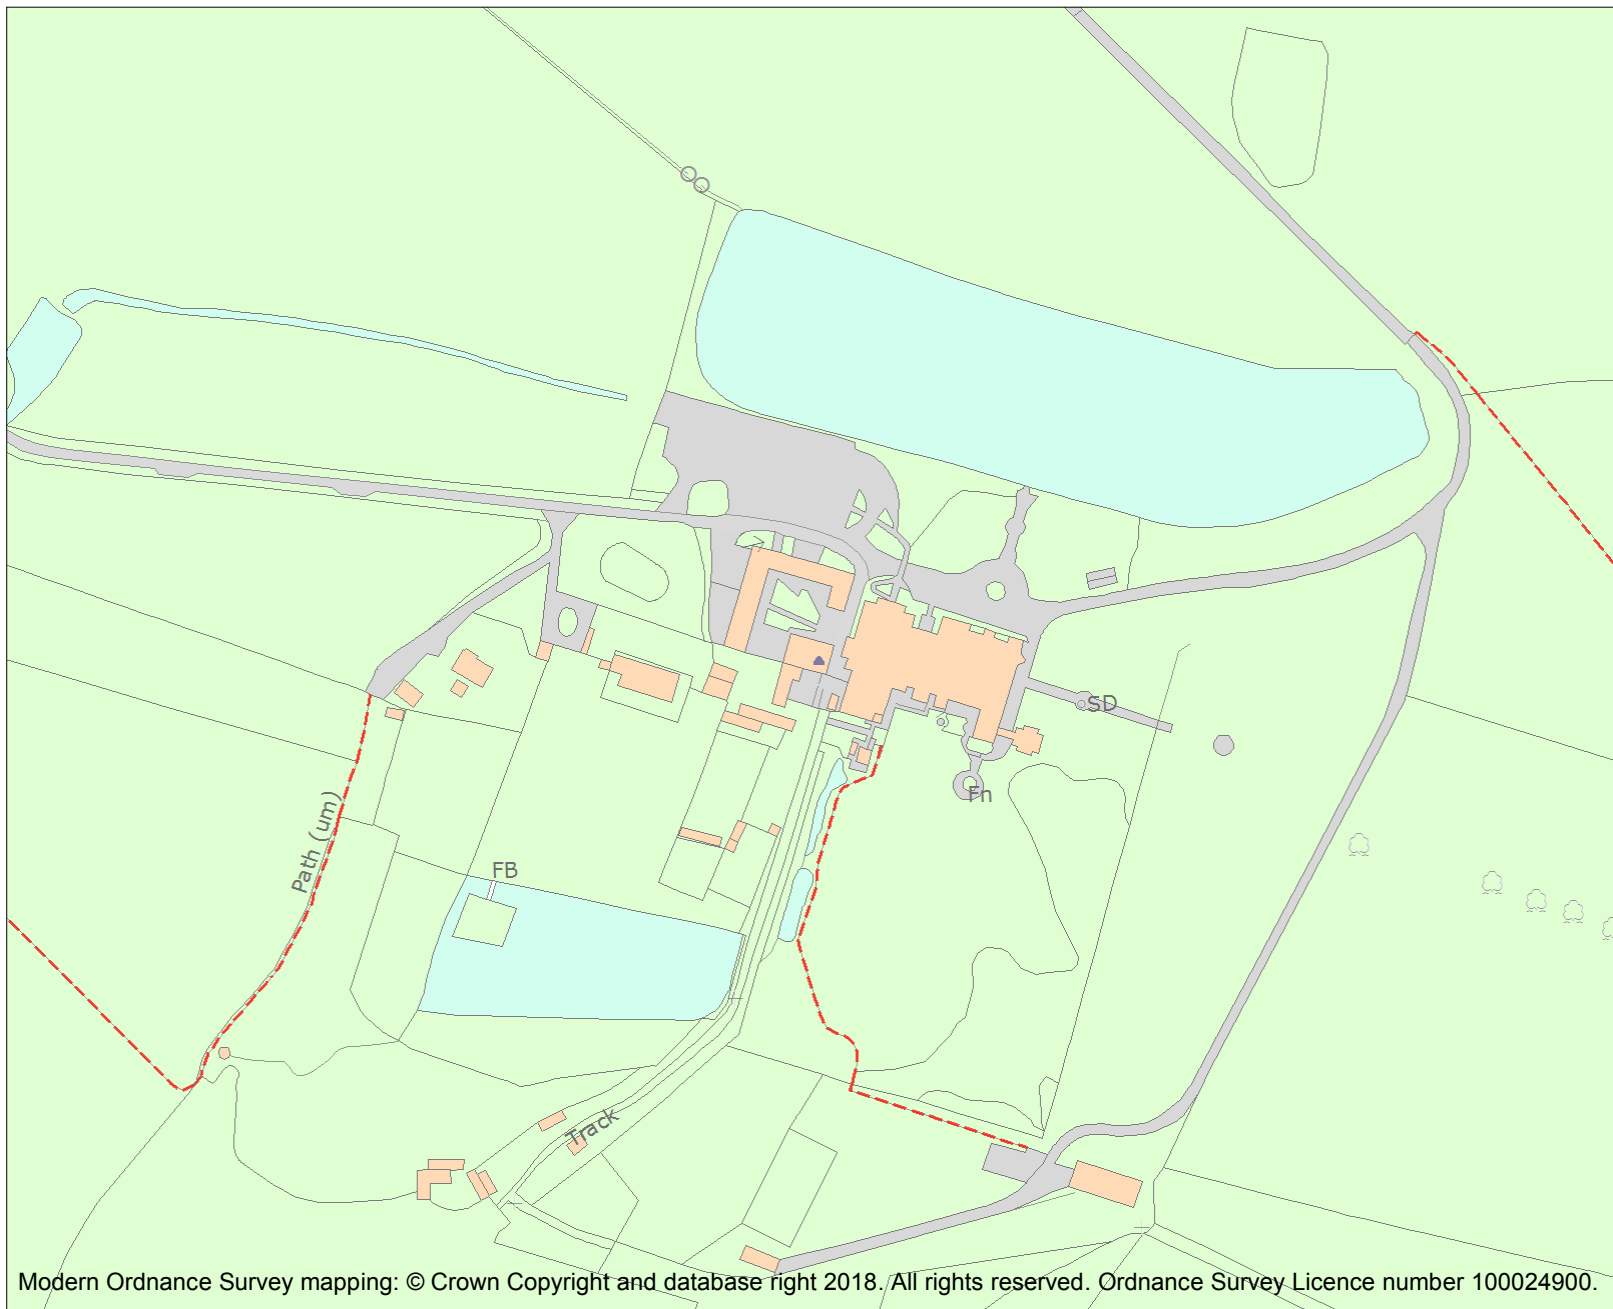 SD
Fn
Path (um)
FB
Track
Modern Ordnance Survey mapping: © Crown Copyright and database right 2018. All rights reserved. Ordnance Survey Licence number 100024900.